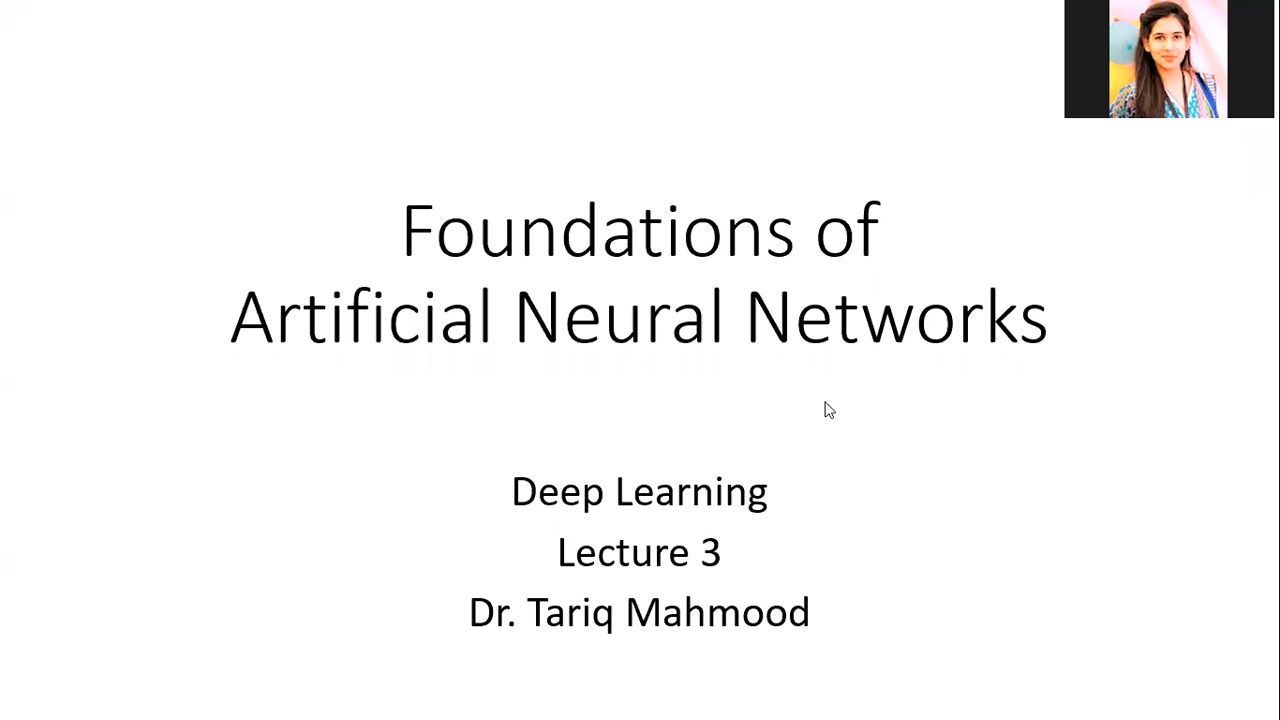 Foundations of
Artificial Neural Networks
Deep Learning
Lecture 3
Dr. Tariq Mahmood